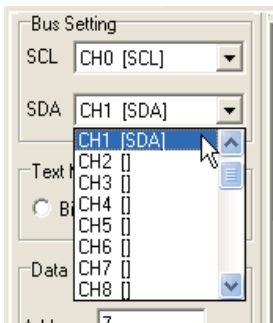 Bus Setting
SCL CH0 [SCL]
SDA CH1 [SDA]
CH1 [SDA]
CH2 []
Text
CH3 []
CH4 []
CH5 []
CH6 []
Data CH7 []
CH8 []
7